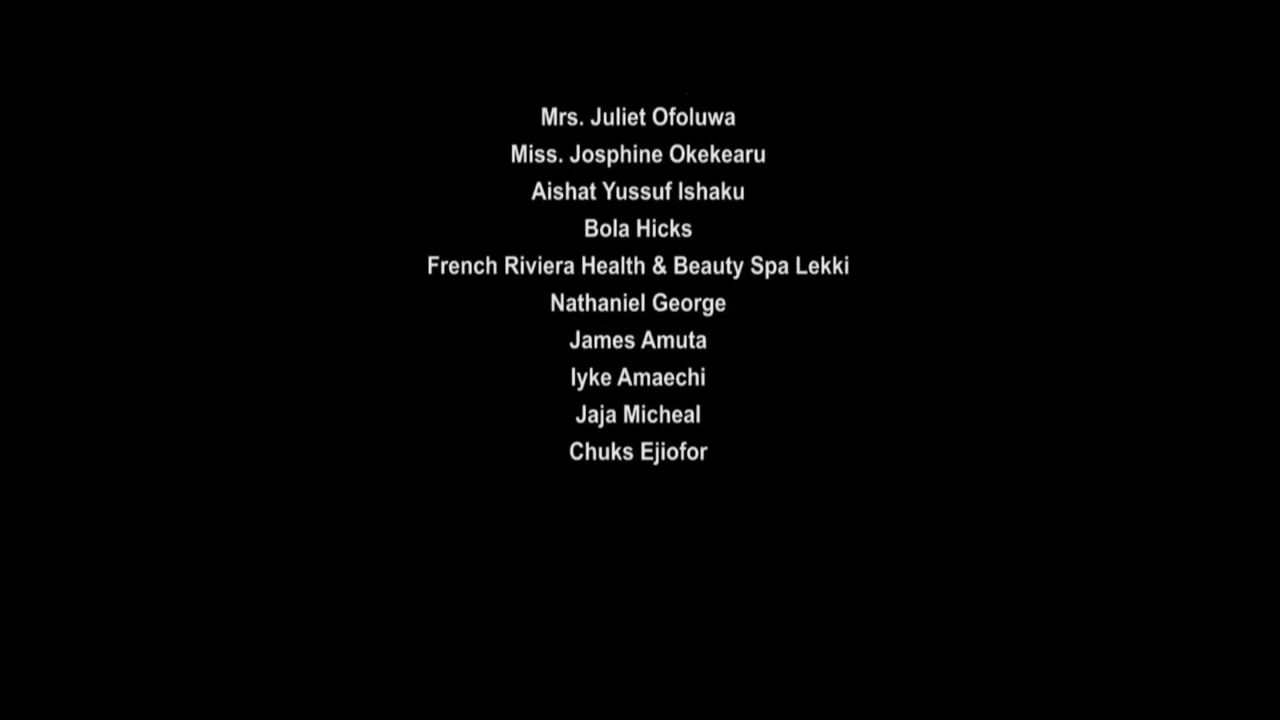 Mrs. Juliet Ofoluwa
Miss. Josphine Okekearu
Aishat Yussuf Ishaku
Bola Hicks
French Riviera Health & Beauty Spa Lekki
Nathaniel George
James Amuta
Iyke Amaechi
Jaja Micheal
Chuks Ejiofor